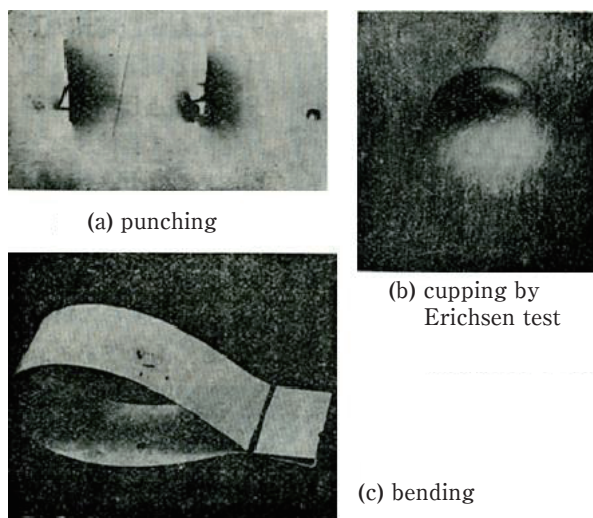 (a) punching
(b) cupping by
Erichsen test
(c) bending